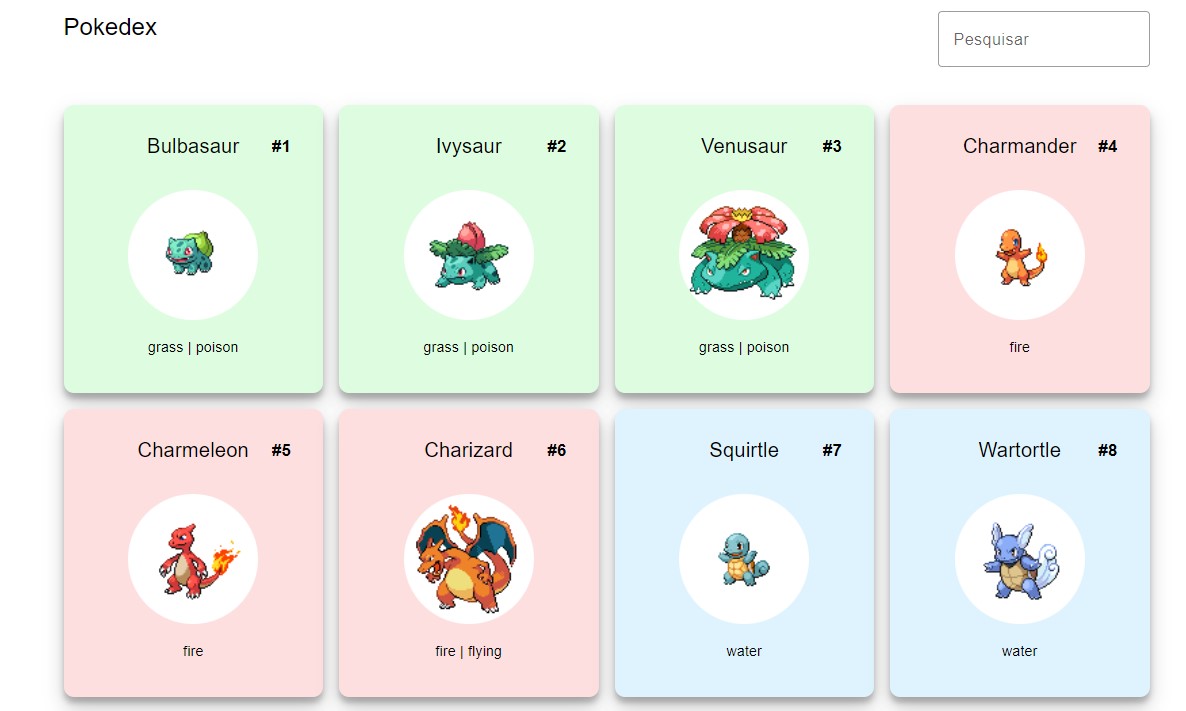 Pokedex
Pesquisar
Bulbasaur #1
grass | poison
Ivysaur #2
grass | poison
Venusaur #3
grass | poison
Charmander #4
fire
Charmeleon #5
fire
Charizard #6
fire | flying
Squirtle #7
water
Wartortle #8
water